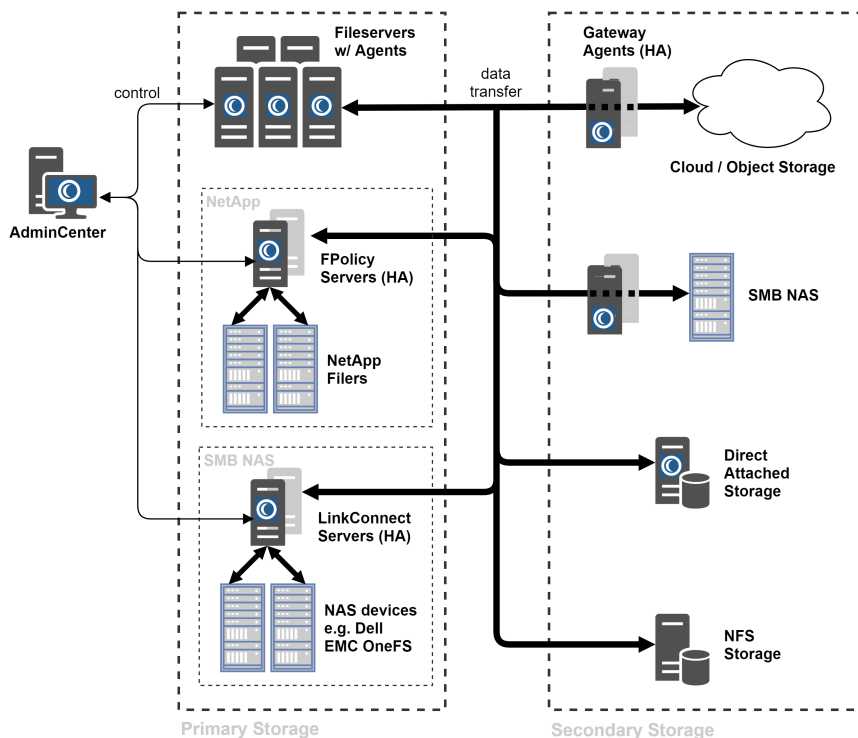 Fileservers
w/ Agents
Gateway
Agents (HA)
data
transfer
control
Cloud / Object Storage
AdminCenter
NetApp
FPolicy
Servers (HA)
SMB NAS
NetApp
Filers
SMB NAS
Direct
Attached
Storage
LinkConnect
Servers (HA)
NAS devices
e.g. Dell
EMC OneFS
NFS
Storage
Primary Storage
Secondary Storage